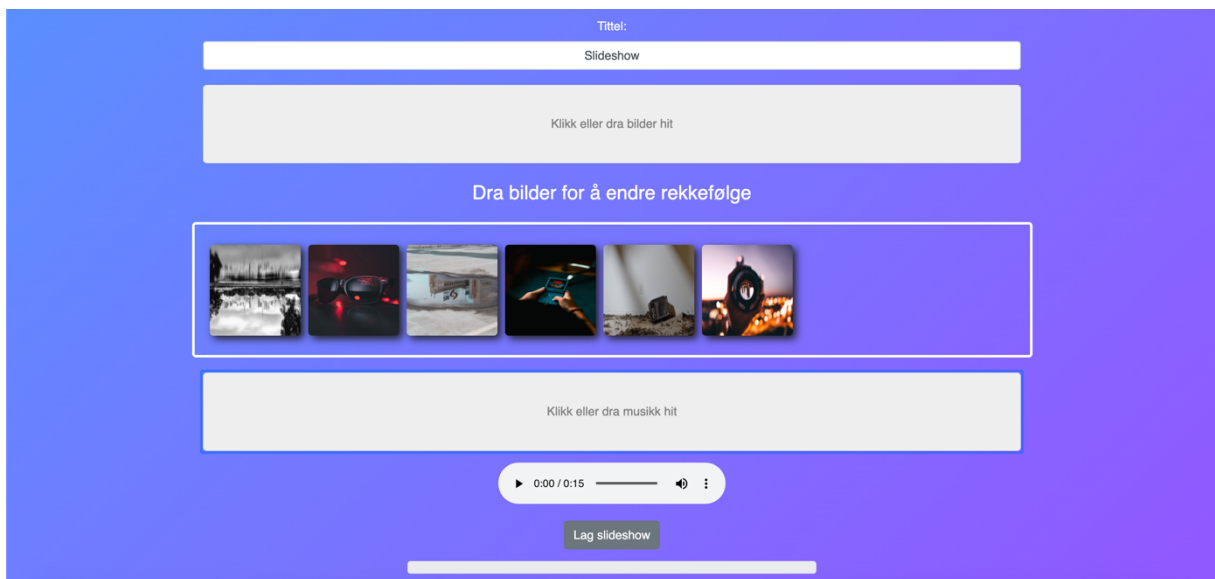 Tittel:
Slideshow
Klikk eller dra bilder hit
Dra bilder for å endre rekkefølge
Klikk eller dra musikk hit
0:00 / 0:15
Lag slideshow